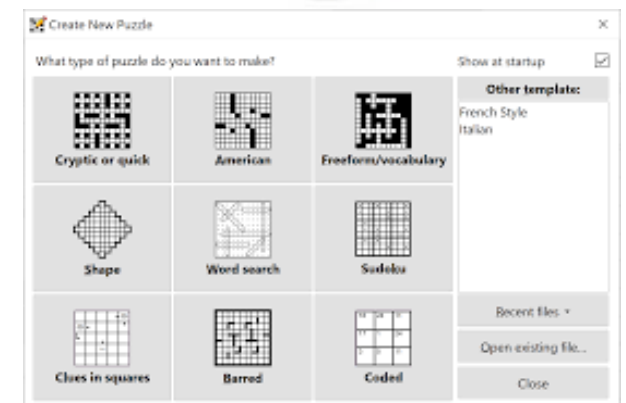 Create New Puzzle
What type of puzzle do you want to make?
Show at startup
Cryptic or quick
American
Freeform/vocabulary
Other template:
French Style
Italian
Shape
Word search
Sudoku
Recent files
Open existing file...
Clues in squares
Barred
Coded
Close